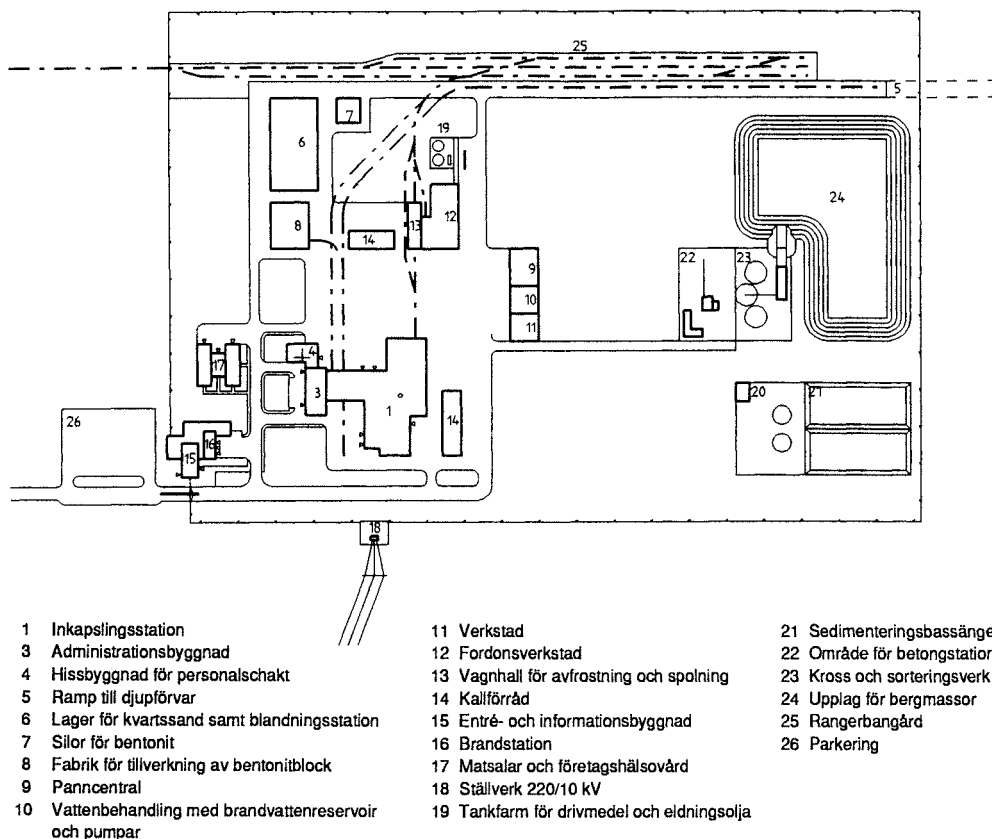 25
5
7
6
19
24
8
14
13
12
9
22
23
10
11
4
17
3
1
14
20
21
26
16
15
18
1 Inkapslingsstation
3 Administrationsbyggnad
4 Hissbyggnad för personalschakt
5 Ramp till djupförvar
6 Lager för kvartssand samt blandningsstation
7 Silor för bentonit
8 Fabrik för tillverkning av bentonitblock
9 Panncentral
10 Vattenbehandling med brandvattenreservoir
och pumpar
11 Verkstad
12 Fordonsverkstad
13 Vagnhall för avfrostning och spolning
14 Kallförråd
15 Entré- och informationsbyggnad
16 Brandstation
17 Matsalar och företagshälsovård
18 Ställverk 220/10 kV
19 Tankfarm för drivmedel och eldningsolja
21 Sedimenteringsbassänge
22 Område för betongstation
23 Kross och sorteringsverk
24 Upplag för bergmassor
25 Rangerbangård
26 Parkering